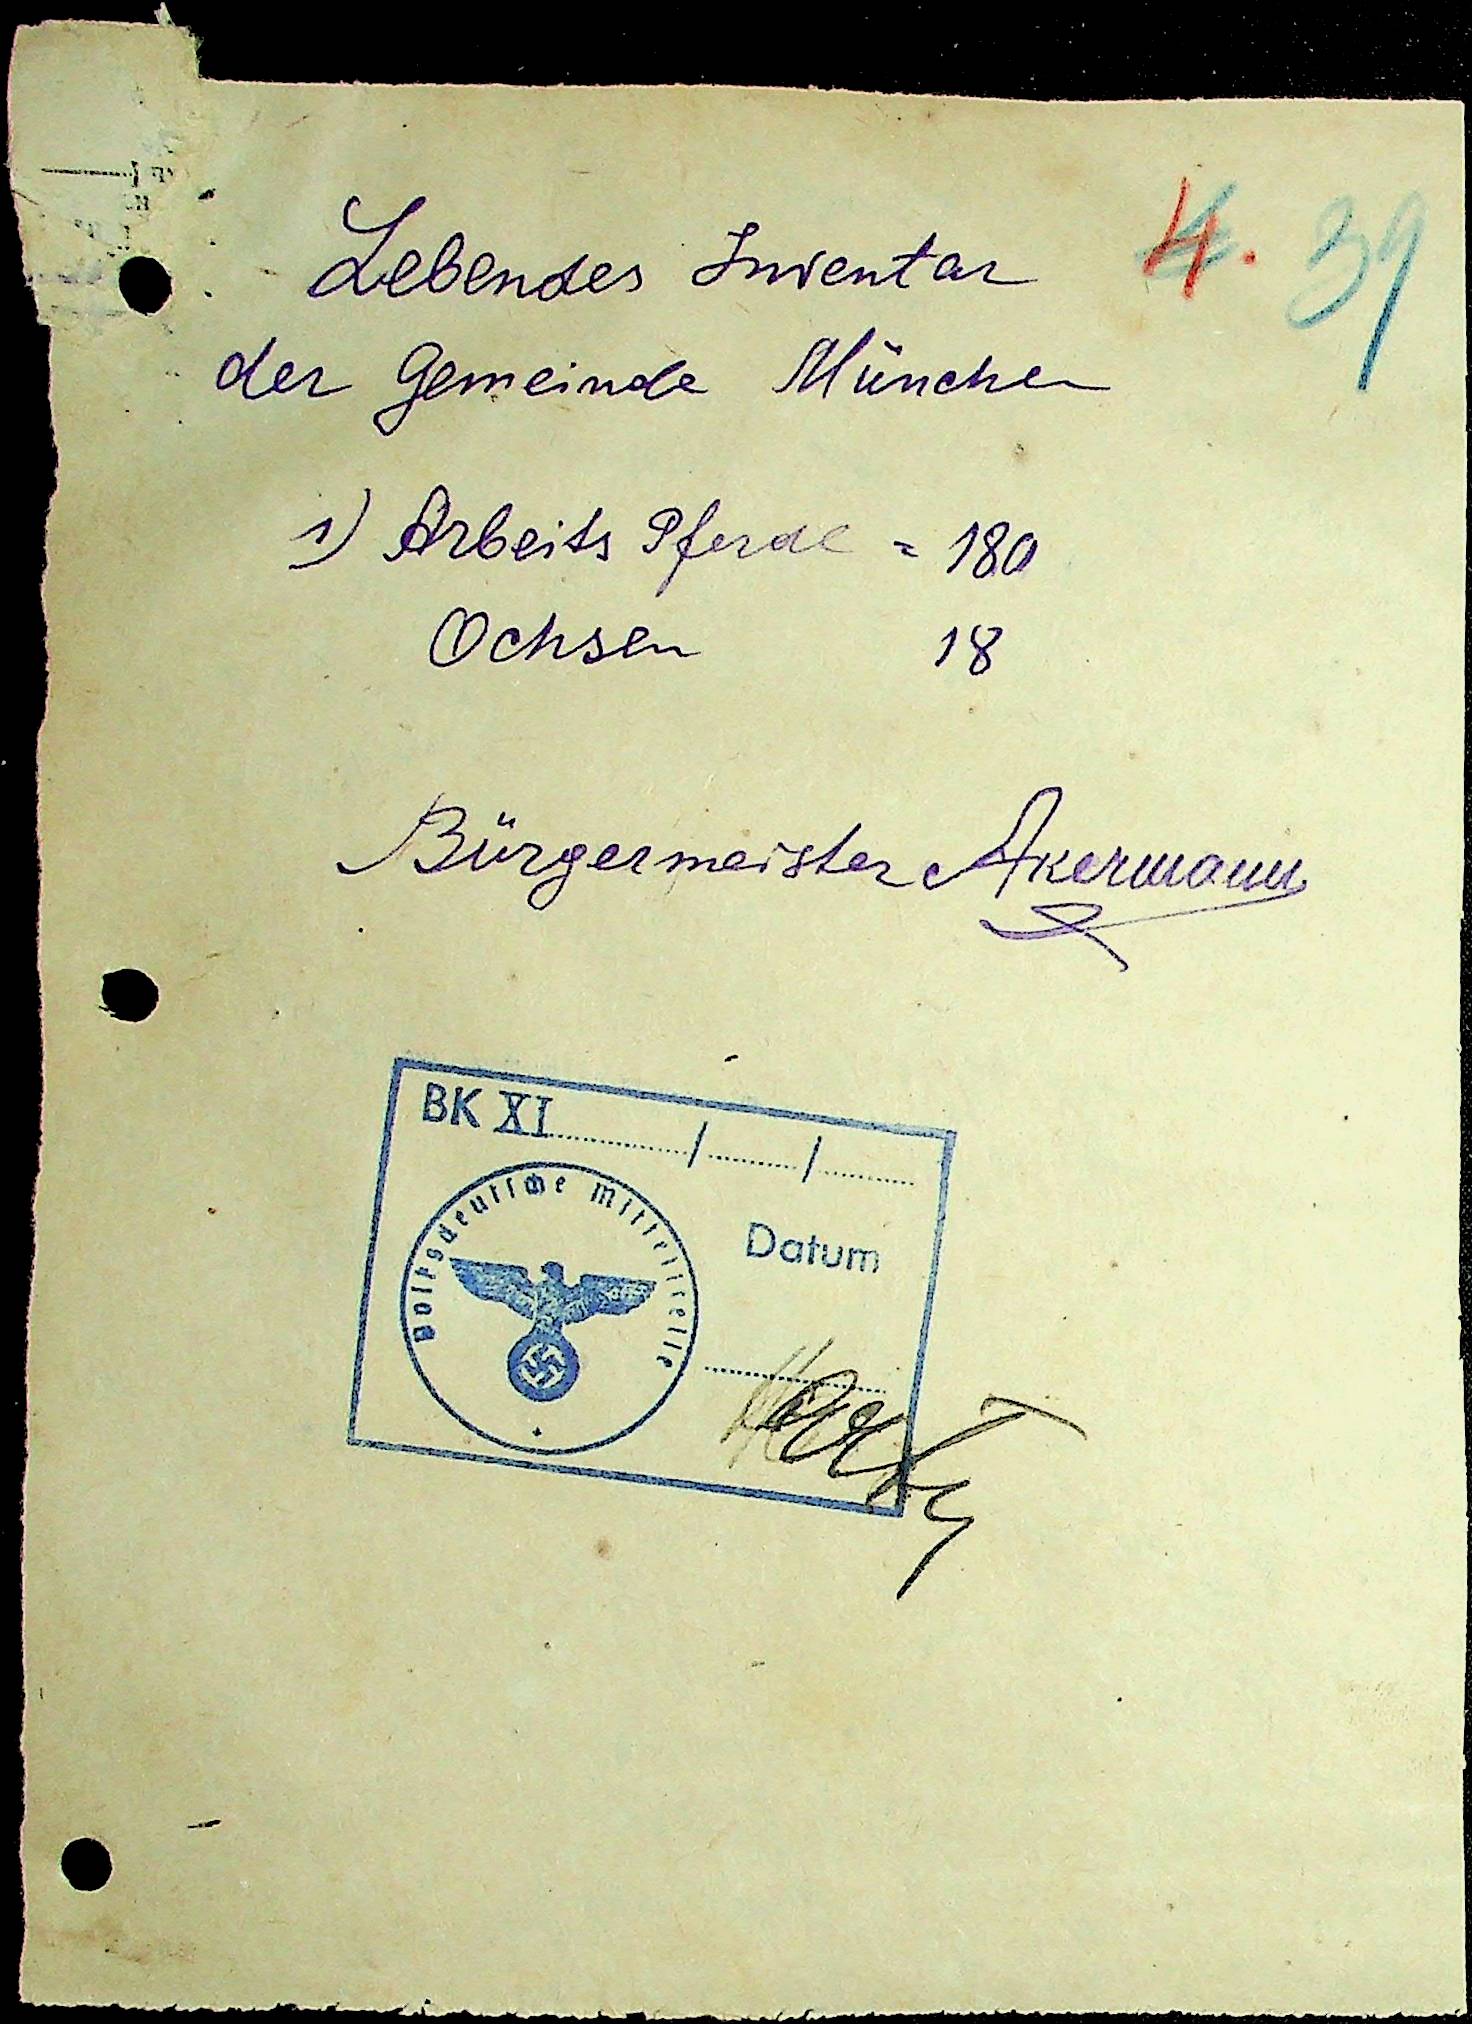 4. 39
Lebendes Inventar
der Gemeinde München
1) Arbeits Pferde = 180
Ochsen 18
Bürgermeister Akermann
BK XI / /
Volksdeutsche Mittelstelle
Datum